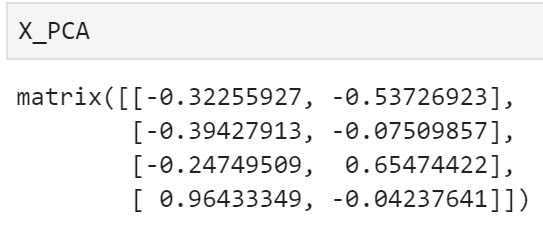 X_PCA
matrix([[-0.32255927, -0.53726923],
[-0.39427913, -0.07509857],
[-0.24749509,  0.65474422],
[ 0.96433349, -0.04237641]])